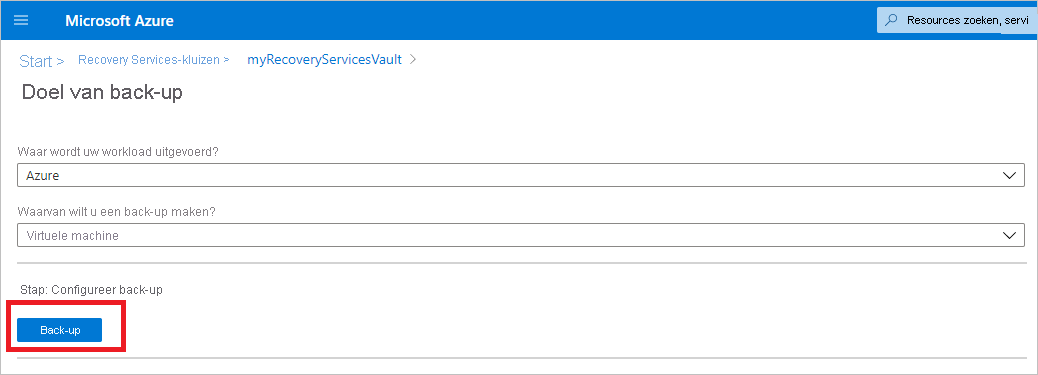 Microsoft Azure Resources zoeken, servi
Start > Recovery Services-kluizen > myRecoveryServicesVault >
Doel van back-up
Waar wordt uw workload uitgevoerd?
Azure
Waarvan wilt u een back-up maken?
Virtuele machine
Stap: Configureer back-up
Back-up